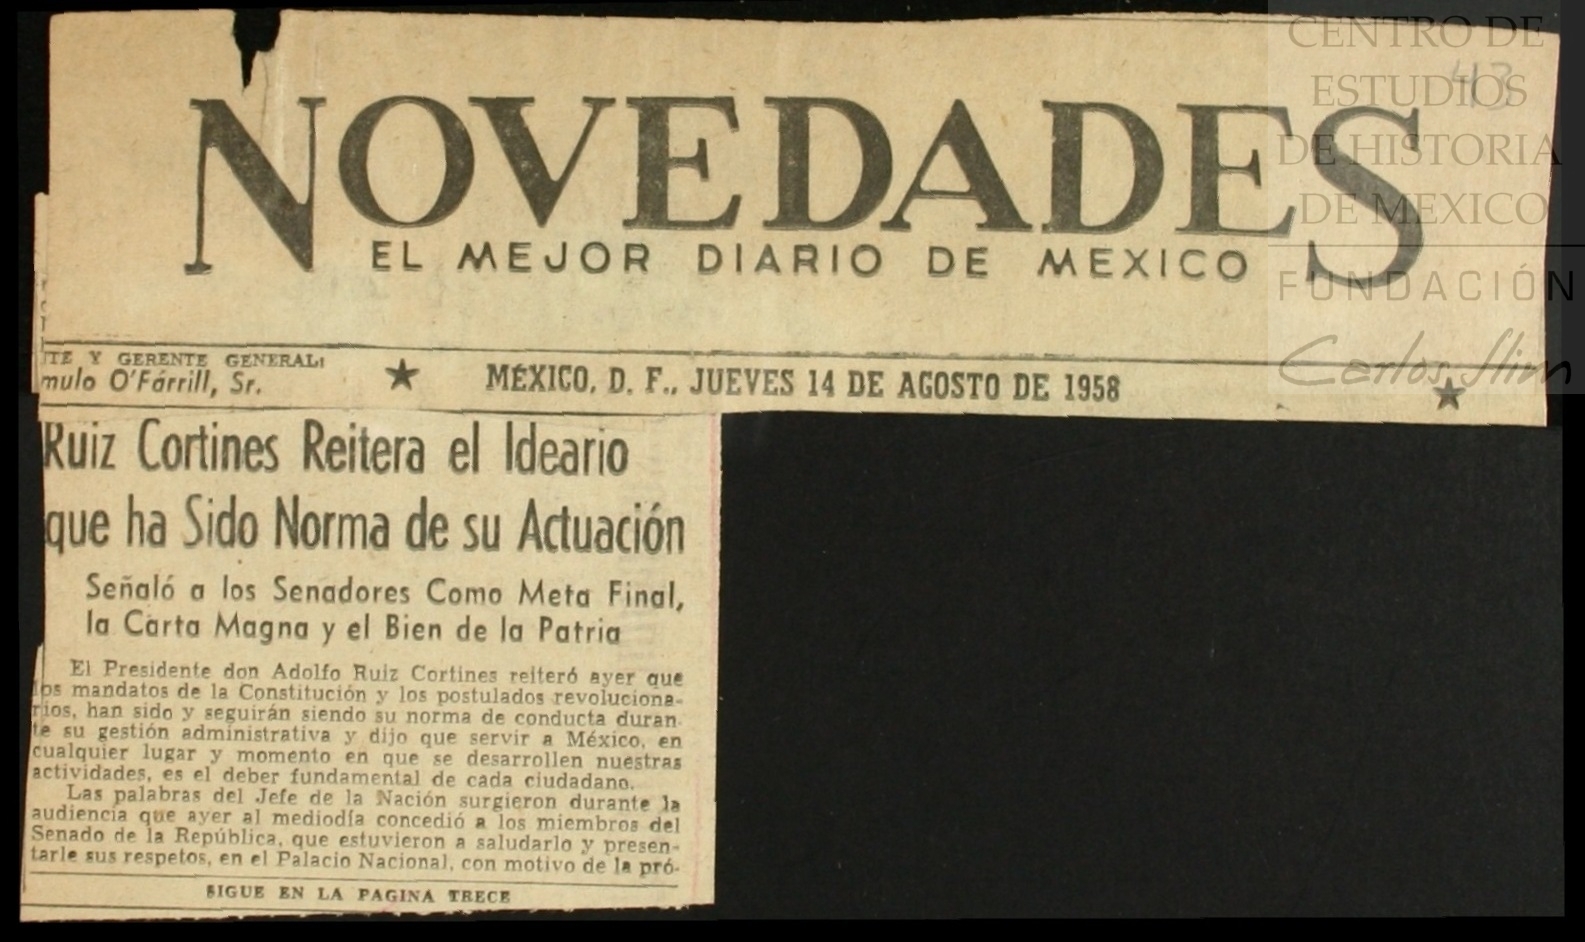 CENTRO DE
ESTUDIOS
DE HISTORIA
DE MEXICO
FUNDACIÓN
Carlos Slim
43
NOVEDADES
EL MEJOR DIARIO DE MEXICO
NTE Y GERENTE GENERAL:
mulo O'Fárrill, Sr.
★ MÉXICO, D. F., JUEVES 14 DE AGOSTO DE 1958 ★
Ruiz Cortines Reitera el Ideario
que ha Sido Norma de su Actuación
Señaló a los Senadores Como Meta Final,
la Carta Magna y el Bien de la Patria
El Presidente don Adolfo Ruiz Cortines reiteró ayer que
los mandatos de la Constitución y los postulados revoluciona-
rios, han sido y seguirán siendo su norma de conducta duran-
te su gestión administrativa y dijo que servir a México, en
cualquier lugar y momento en que se desarrollen nuestras
actividades, es el deber fundamental de cada ciudadano.
Las palabras del Jefe de la Nación surgieron durante la
audiencia que ayer al mediodía concedió a los miembros del
Senado de la República, que estuvieron a saludarlo y presen-
tarle sus respetos, en el Palacio Nacional, con motivo de la pró-
SIGUE EN LA PAGINA TRECE